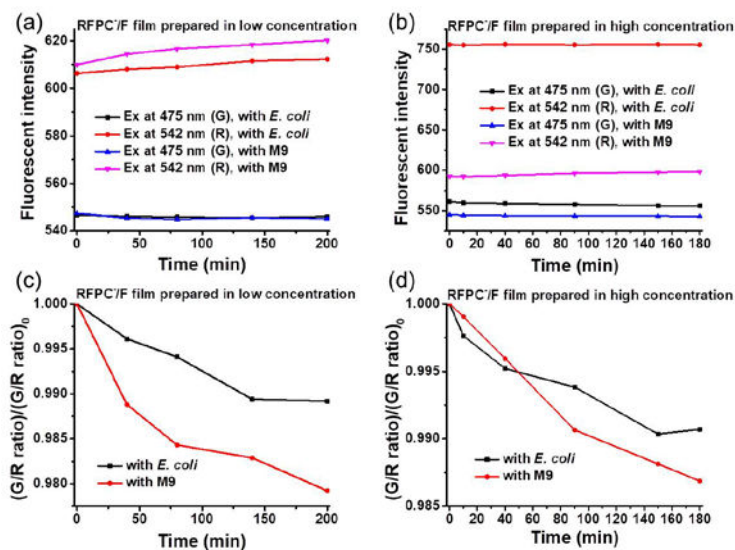 (a) RFPC⁻/F film prepared in low concentration
Fluorescent intensity
620
600
580
560
540
Ex at 475 nm (G), with E. coli
Ex at 542 nm (R), with E. coli
Ex at 475 nm (G), with M9
Ex at 542 nm (R), with M9
0 50 100 150 200
Time (min)
(b) RFPC⁻/F film prepared in high concentration
Fluorescent intensity
750
700
650
600
550
Ex at 475 nm (G), with E. coli
Ex at 542 nm (R), with E. coli
Ex at 475 nm (G), with M9
Ex at 542 nm (R), with M9
0 20 40 60 80 100 120 140 160 180
Time (min)
(c) RFPC⁻/F film prepared in low concentration
(G/R ratio)/(G/R ratio)₀
1.000
0.995
0.990
0.985
0.980
with E. coli
with M9
0 50 100 150 200
Time (min)
(d) RFPC⁻/F film prepared in high concentration
(G/R ratio)/(G/R ratio)₀
1.000
0.995
0.990
0.985
with E. coli
with M9
0 20 40 60 80 100 120 140 160 180
Time (min)